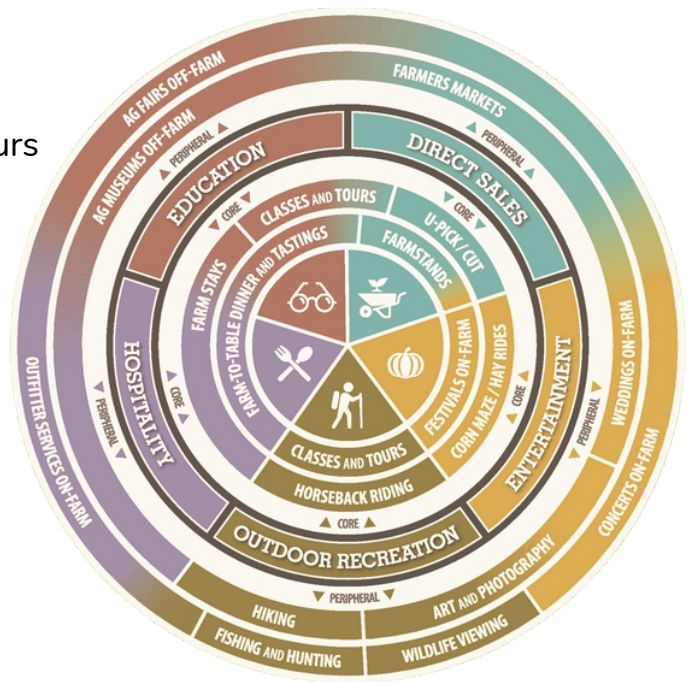 urs
AG FAIRS OFF-FARM
AG MUSEUMS OFF-FARM
FARMERS MARKETS
PERIPHERAL
PERIPHERAL
EDUCATION
DIRECT SALES
CORE
CORE
CLASSES AND TOURS
U-PICK / CUT
FARM-TO-TABLE DINNER AND TASTINGS
FARMSTANDS
FARM STAYS
FESTIVALS ON-FARM
CORN MAZE / HAY RIDES
WEDDINGS ON-FARM
CONCERTS ON-FARM
OUTFITTER SERVICES ON-FARM
PERIPHERAL
HOSPITALITY
CORE
CORE
ENTERTAINMENT
PERIPHERAL
CLASSES AND TOURS
HORSEBACK RIDING
CORE
OUTDOOR RECREATION
PERIPHERAL
HIKING
ART AND PHOTOGRAPHY
FISHING AND HUNTING
WILDLIFE VIEWING